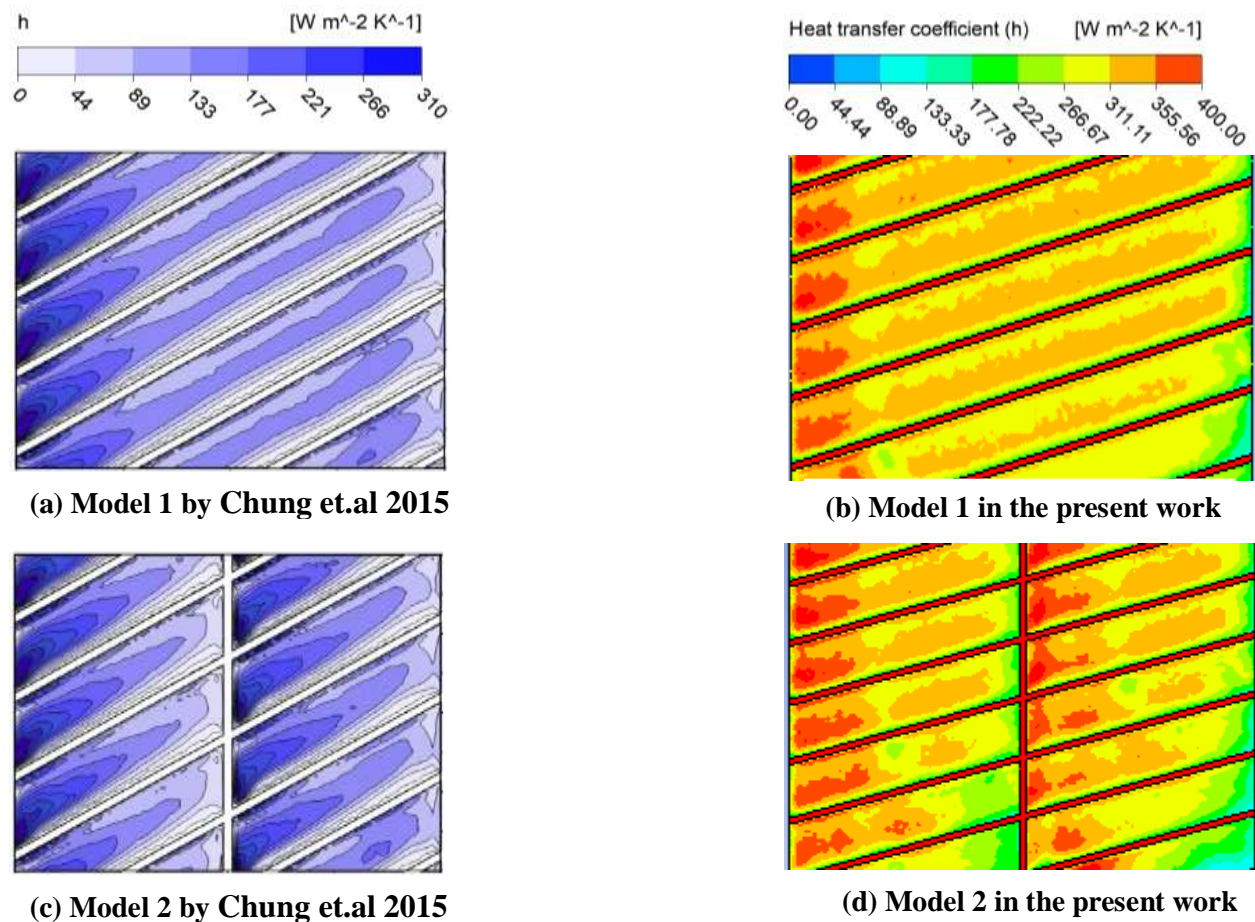 h [W m^-2 K^-1]
0 44 89 133 177 221 266 310
Heat transfer coefficient (h) [W m^-2 K^-1]
0.00 44.44 88.89 133.33 177.78 222.22 266.67 311.11 355.56 400.00
(a) Model 1 by Chung et.al 2015
(b) Model 1 in the present work
(c) Model 2 by Chung et.al 2015
(d) Model 2 in the present work